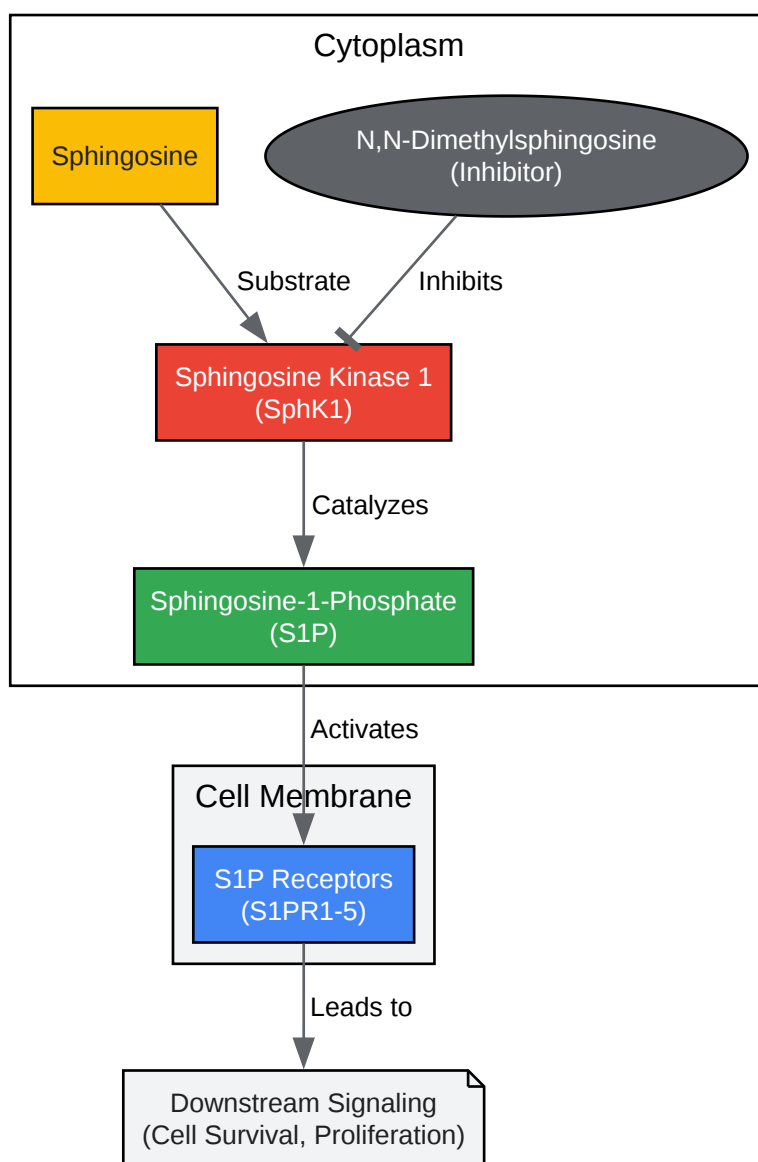 Cytoplasm
Sphingosine
N,N-Dimethylsphingosine
(Inhibitor)
Substrate
Inhibits
Sphingosine Kinase 1
(SphK1)
Catalyzes
Sphingosine-1-Phosphate
(S1P)
Activates
Cell Membrane
S1P Receptors
(S1PR1-5)
Leads to
Downstream Signaling
(Cell Survival, Proliferation)